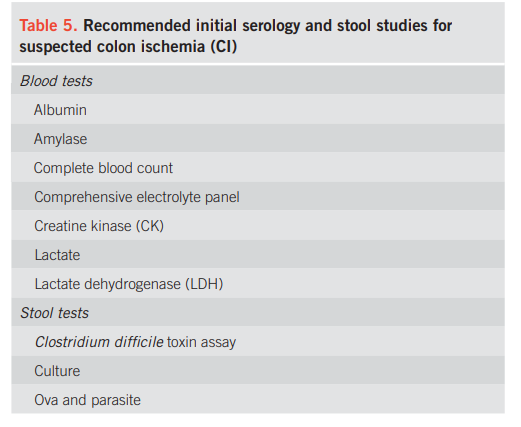 Table 5. Recommended initial serology and stool studies for
suspected colon ischemia (CI)
Blood tests
Albumin
Amylase
Complete blood count
Comprehensive electrolyte panel
Creatine kinase (CK)
Lactate
Lactate dehydrogenase (LDH)
Stool tests
Clostridium difficile toxin assay
Culture
Ova and parasite